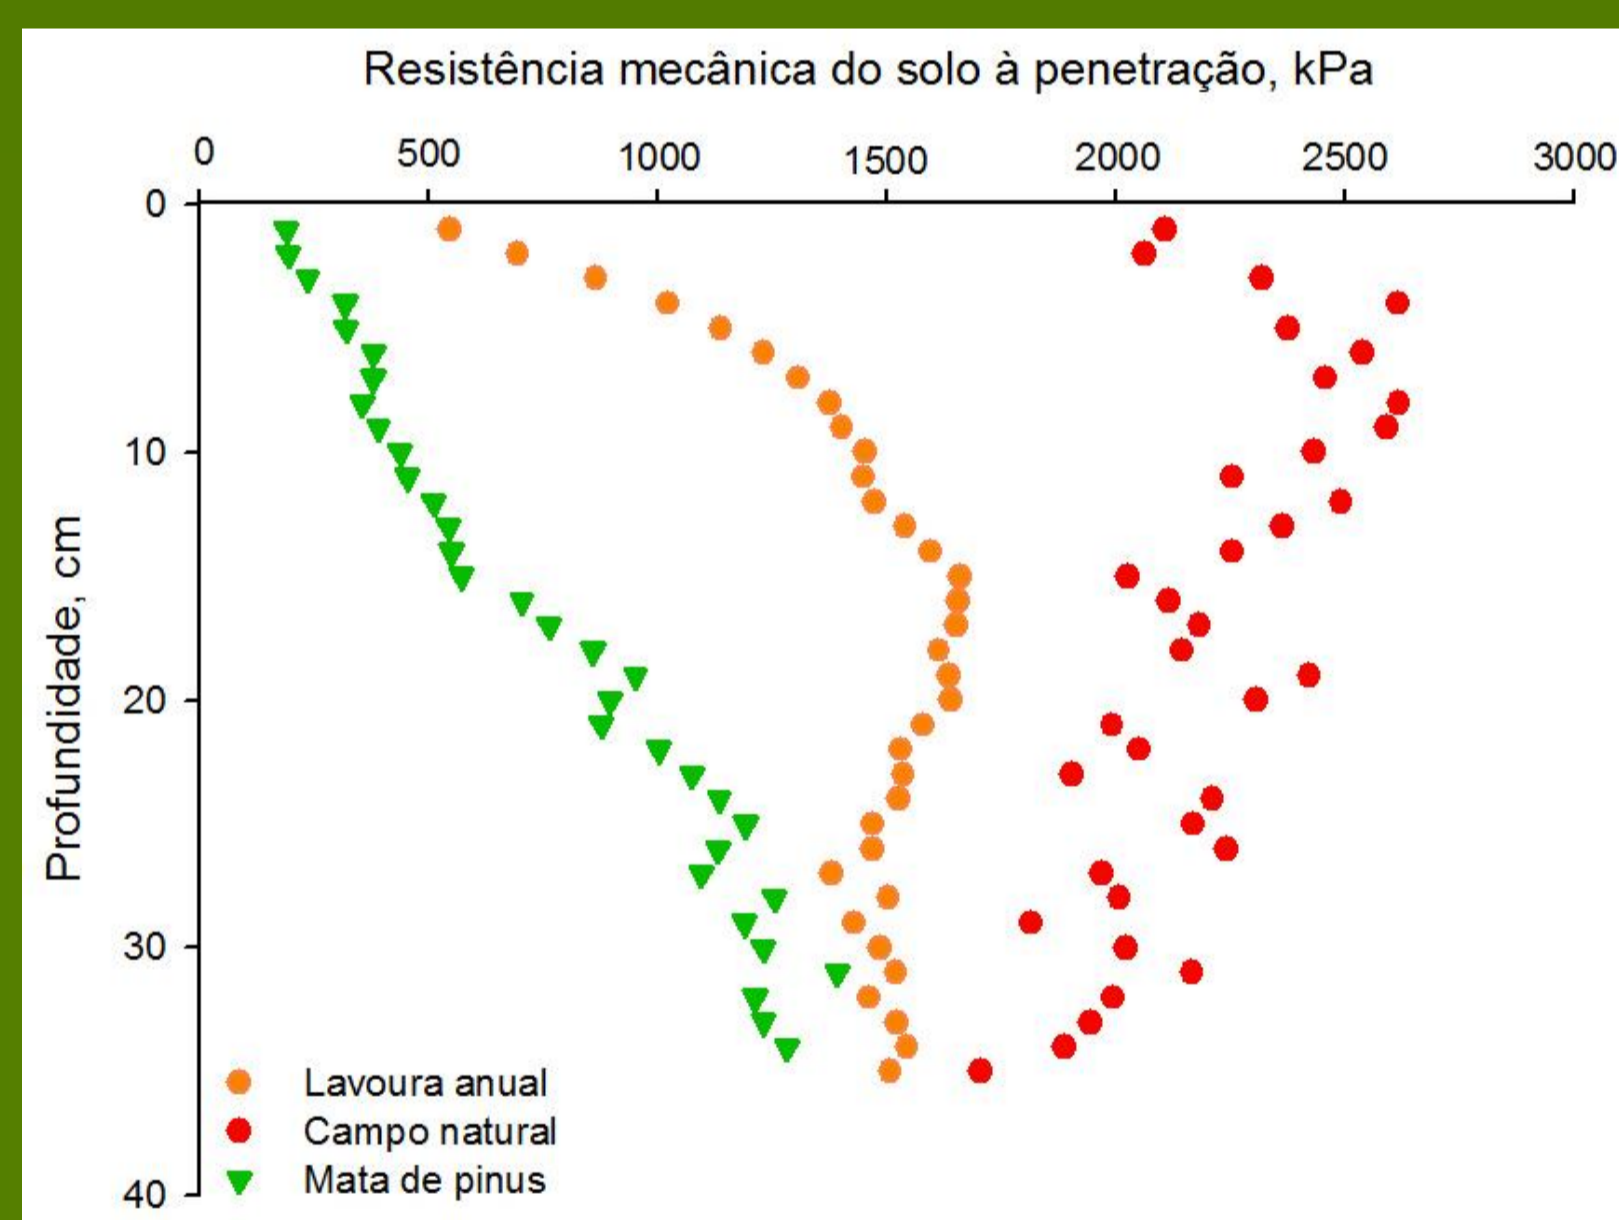 Resistência mecânica do solo à penetração, kPa
0 500 1000 1500 2000 2500 3000
0
10
20
30
40
Profundidade, cm
Lavoura anual
Campo natural
Mata de pinus